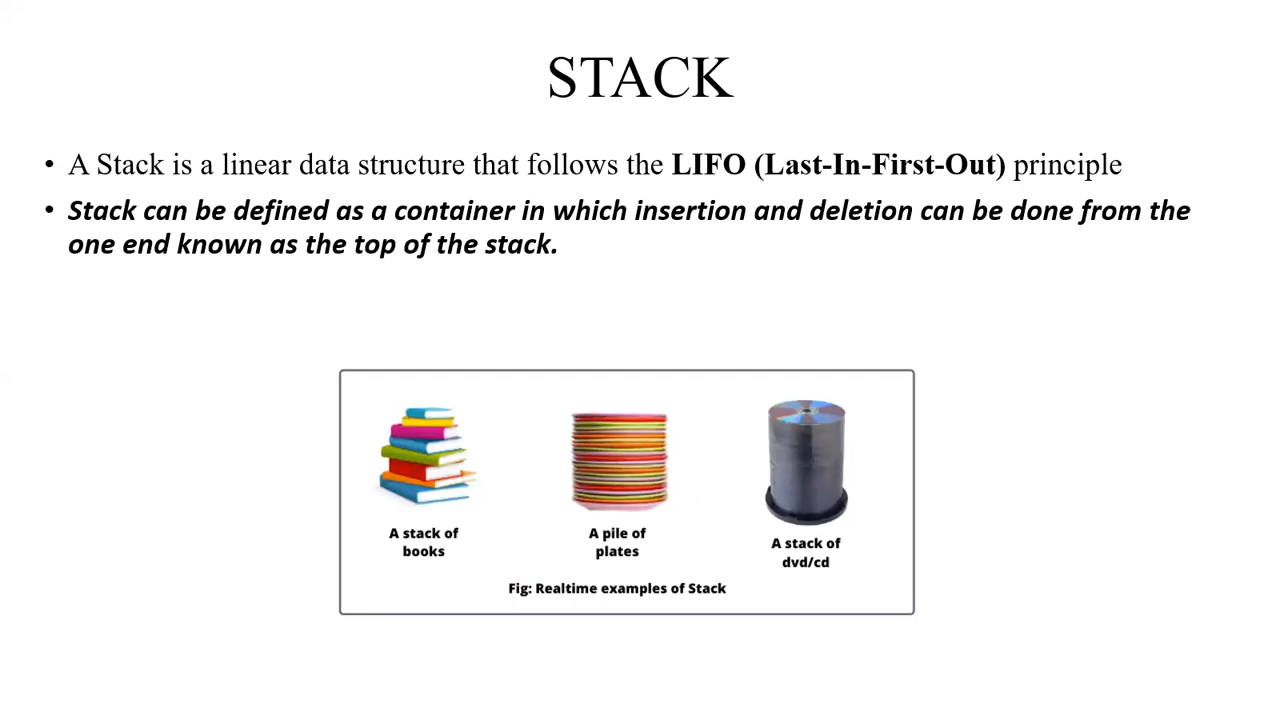 STACK
• A Stack is a linear data structure that follows the LIFO (Last-In-First-Out) principle
• Stack can be defined as a container in which insertion and deletion can be done from the
one end known as the top of the stack.
A stack of
books
A pile of
plates
A stack of
dvd/cd
Fig: Realtime examples of Stack